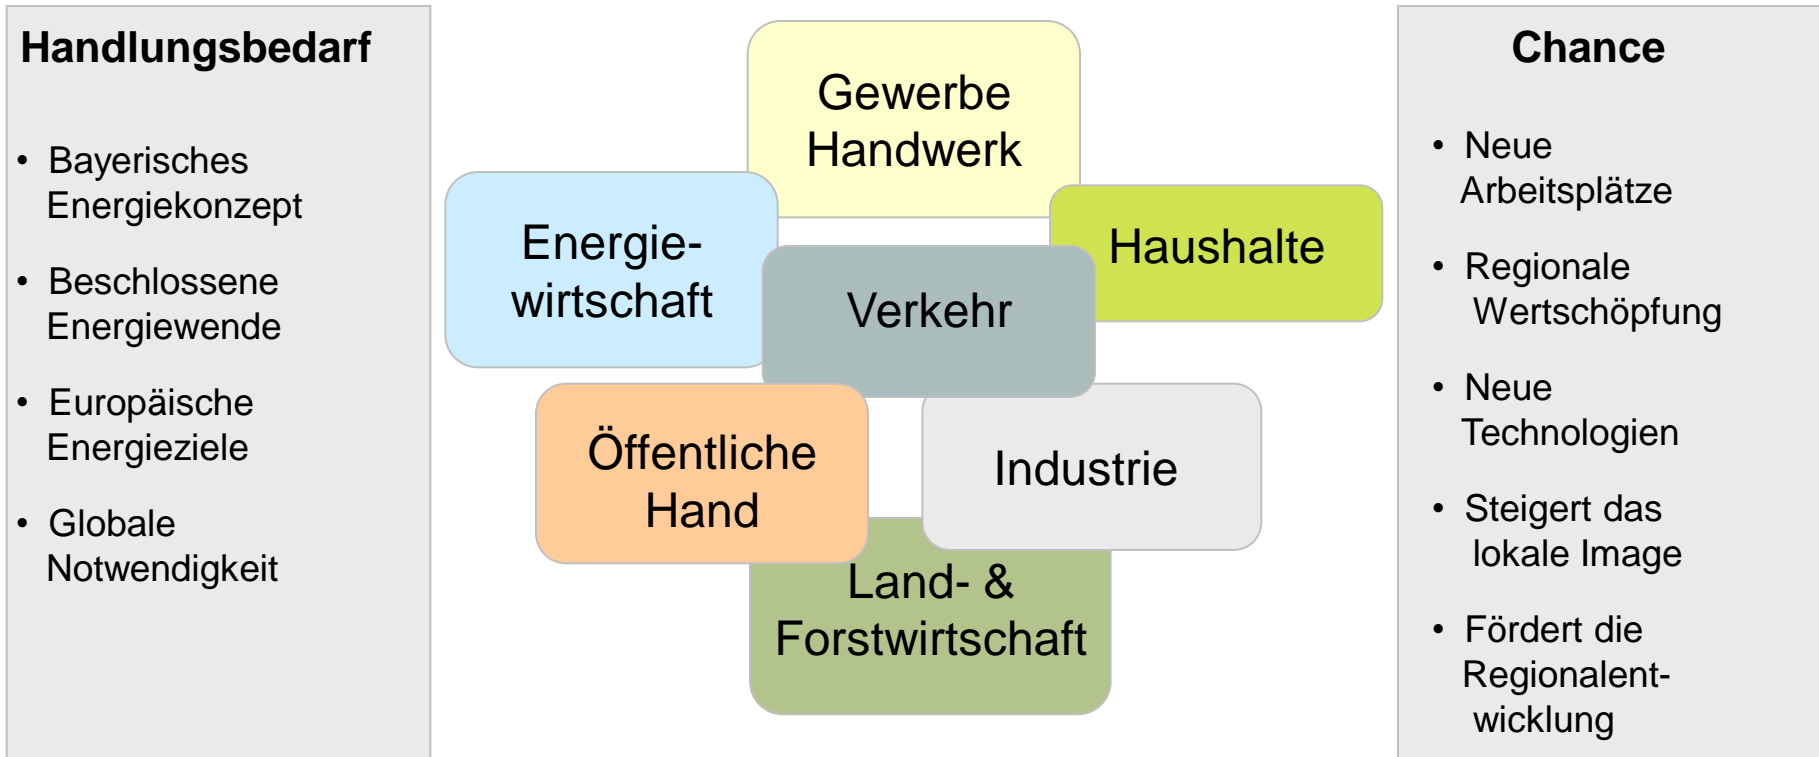 Handlungsbedarf
• Bayerisches
Energiekonzept
• Beschlossene
Energiewende
• Europäische
Energieziele
• Globale
Notwendigkeit
Gewerbe
Handwerk
Energie-
wirtschaft
Haushalte
Verkehr
Öffentliche
Hand
Industrie
Land- &
Forstwirtschaft
Chance
• Neue
Arbeitsplätze
• Regionale
Wertschöpfung
• Neue
Technologien
• Steigert das
lokale Image
• Fördert die
Regionalent-
wicklung